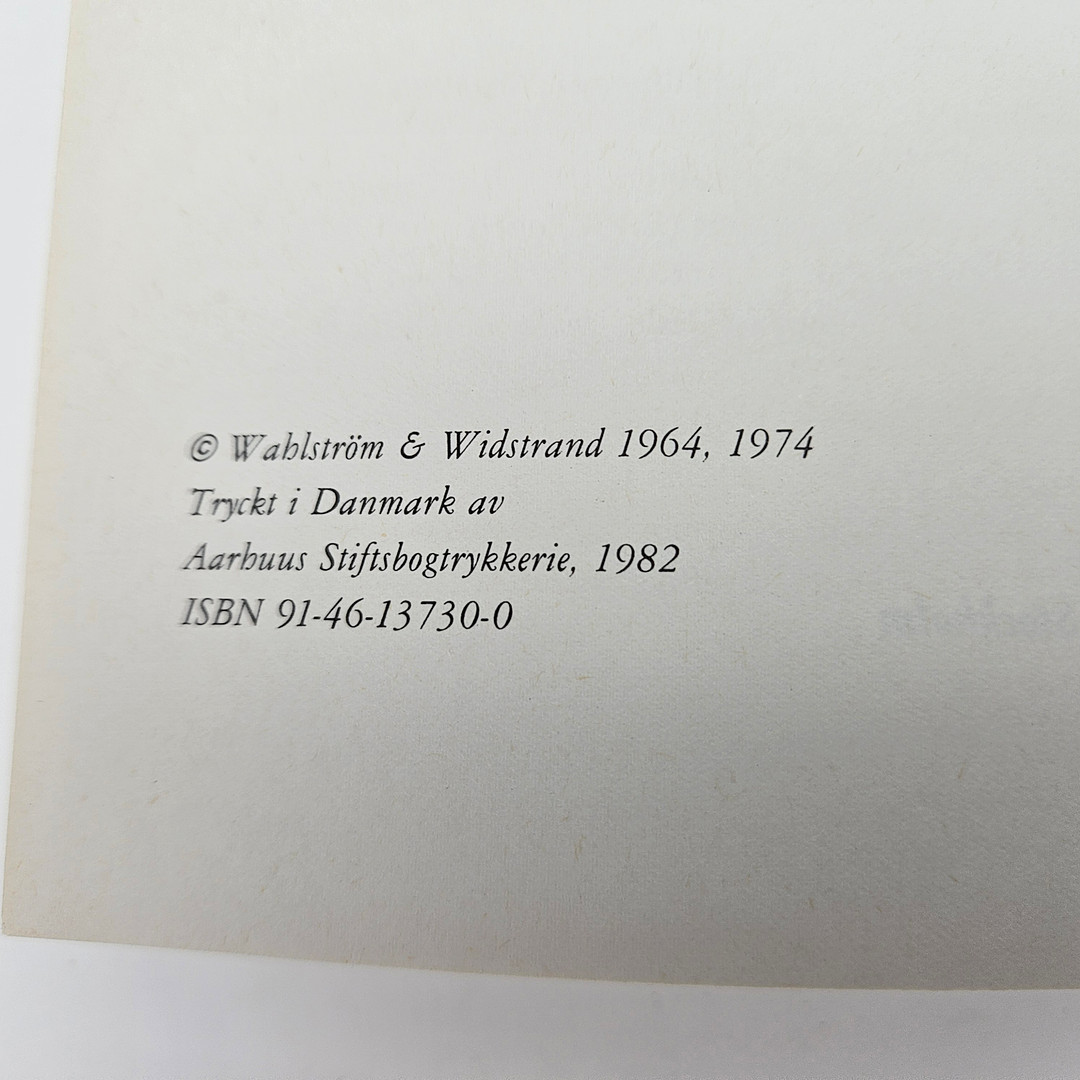 © Wahlström & Widstrand 1964, 1974
Tryckt i Danmark av
Aarhuus Stiftsbogtrykkerie, 1982
ISBN 91-46-13730-0